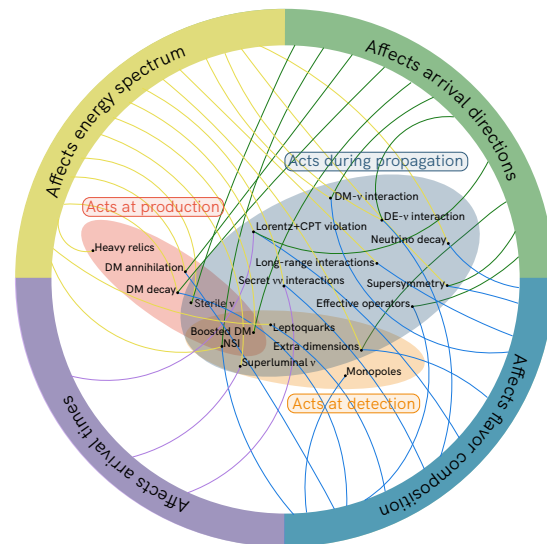 Affects energy spectrum
Affects arrival directions
Acts during propagation
DM-ν interaction
Acts at production
DE-ν interaction
Lorentz+CPT violation
Neutrino decay
Heavy relics
Long-range interactions
DM annihilation
Secret νν interactions
Supersymmetry
DM decay
Sterile ν
Effective operators
Leptoquarks
Boosted DM
NSI
Extra dimensions
Superluminal ν
Monopoles
Acts at detection
Affects arrival times
Affects flavor composition